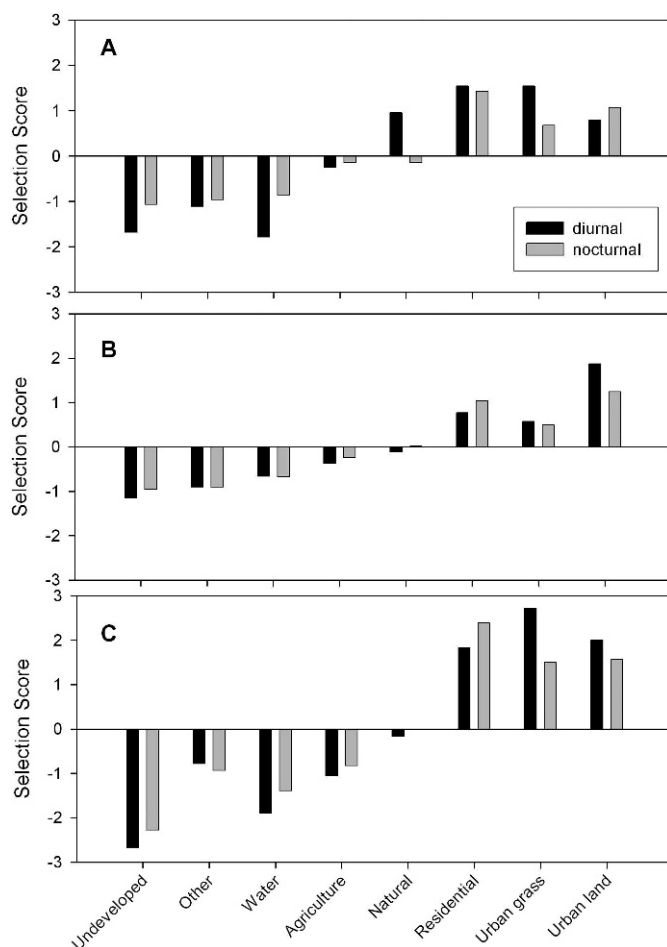 A
Selection Score
3
2
1
0
-1
-2
-3
diurnal
nocturnal
B
Selection Score
3
2
1
0
-1
-2
-3
C
Selection Score
3
2
1
0
-1
-2
-3
Undeveloped
Other
Water
Agriculture
Natural
Residential
Urban grass
Urban land